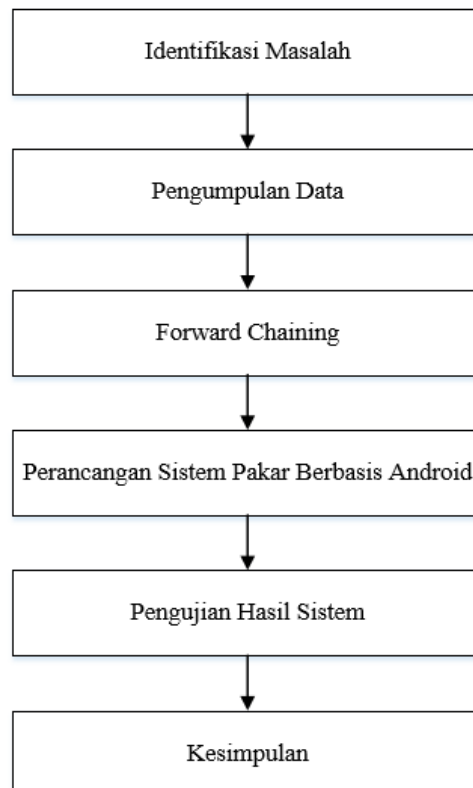 Identifikasi Masalah
Pengumpulan Data
Forward Chaining
Perancangan Sistem Pakar Berbasis Android
Pengujian Hasil Sistem
Kesimpulan